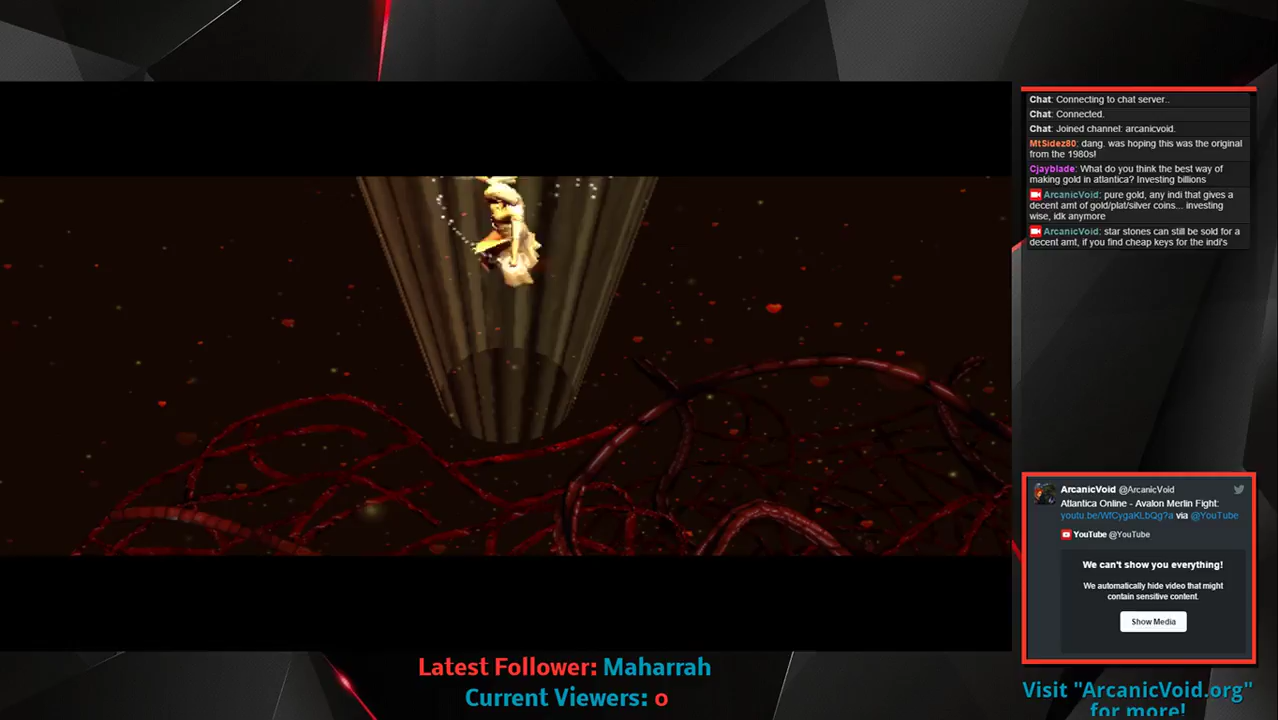 Chat: Connecting to chat server..
Chat: Connected.
Chat: Joined channel: arcanicvoid.
MtSidez80: dang. was hoping this was the original
from the 1980s!
Cjayblade: What do you think the best way of
making gold in atlantica? Investing billions
ArcanicVoid: pure gold, any indi that gives a
decent amt of gold/plat/silver coins... investing
wise, idk anymore
ArcanicVoid: star stones can still be sold for a
decent amt, if you find cheap keys for the indi's
ArcanicVoid @ArcanicVoid
Atlantica Online - Avalon Merlin Fight:
youtu.be/WfCygaKLbQg?a via @YouTube
YouTube @YouTube
We can't show you everything!
We automatically hide video that might
contain sensitive content.
Show Media
Latest Follower: Maharrah
Current Viewers: 0
Visit "ArcanicVoid.org"
for more!